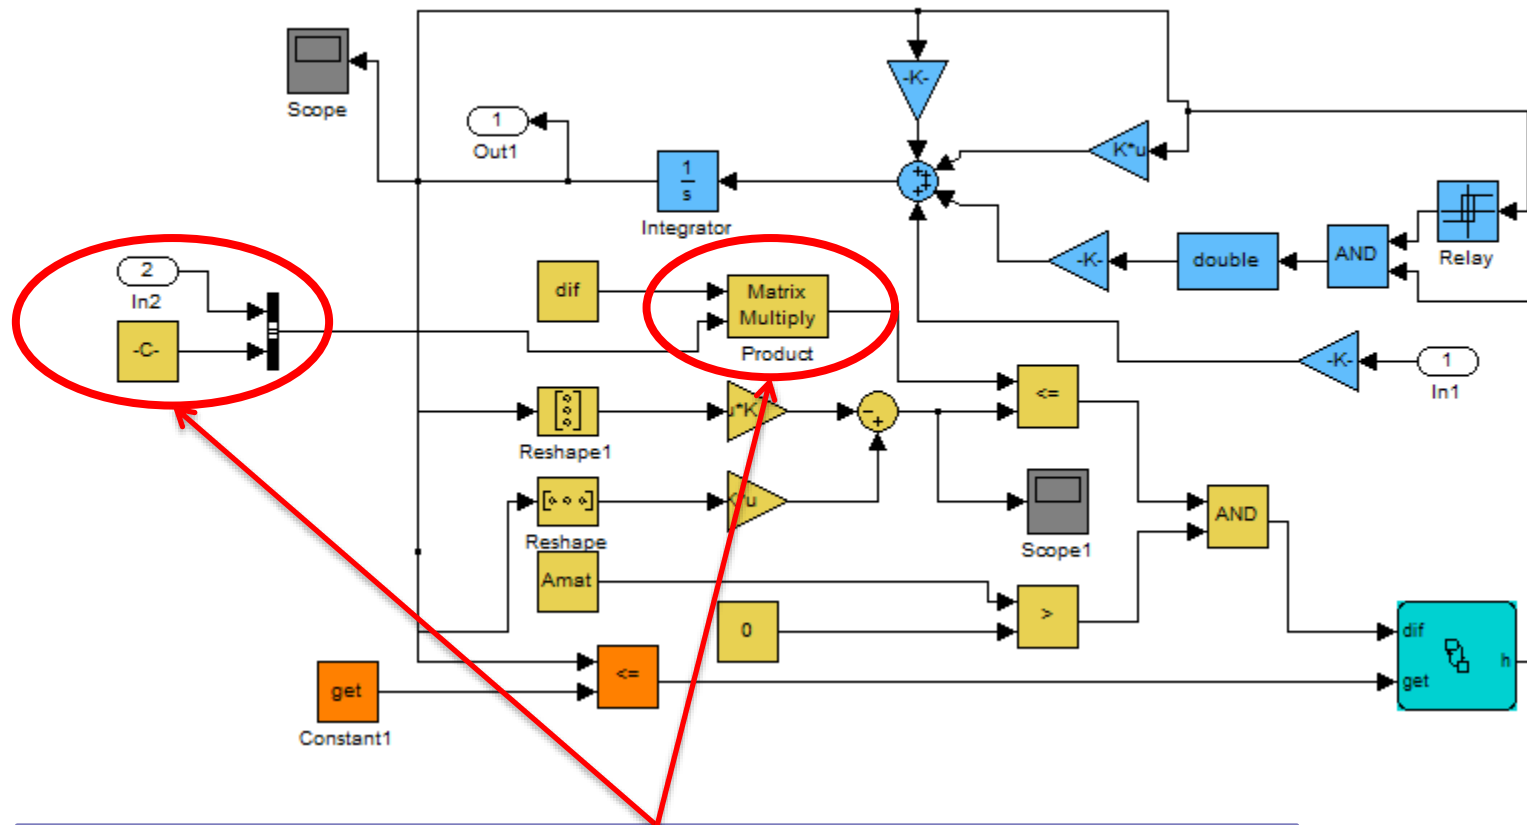 Scope
1
Out1
-K-
K*u
1
s
Integrator
Relay
AND
double
-K-
2
In2
-C-
dif
Matrix
Multiply
Product
-K-
1
In1
<=
Reshape1
u*K
Reshape
K*u
Scope1
AND
Amat
0
>
get
Constant1
<=
dif
get
h